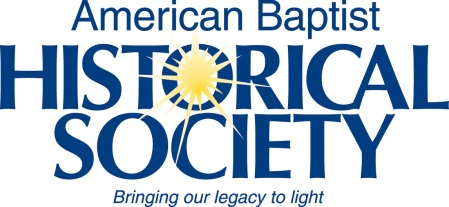 American Baptist
HISTORICAL
SOCIETY
Bringing our legacy to light